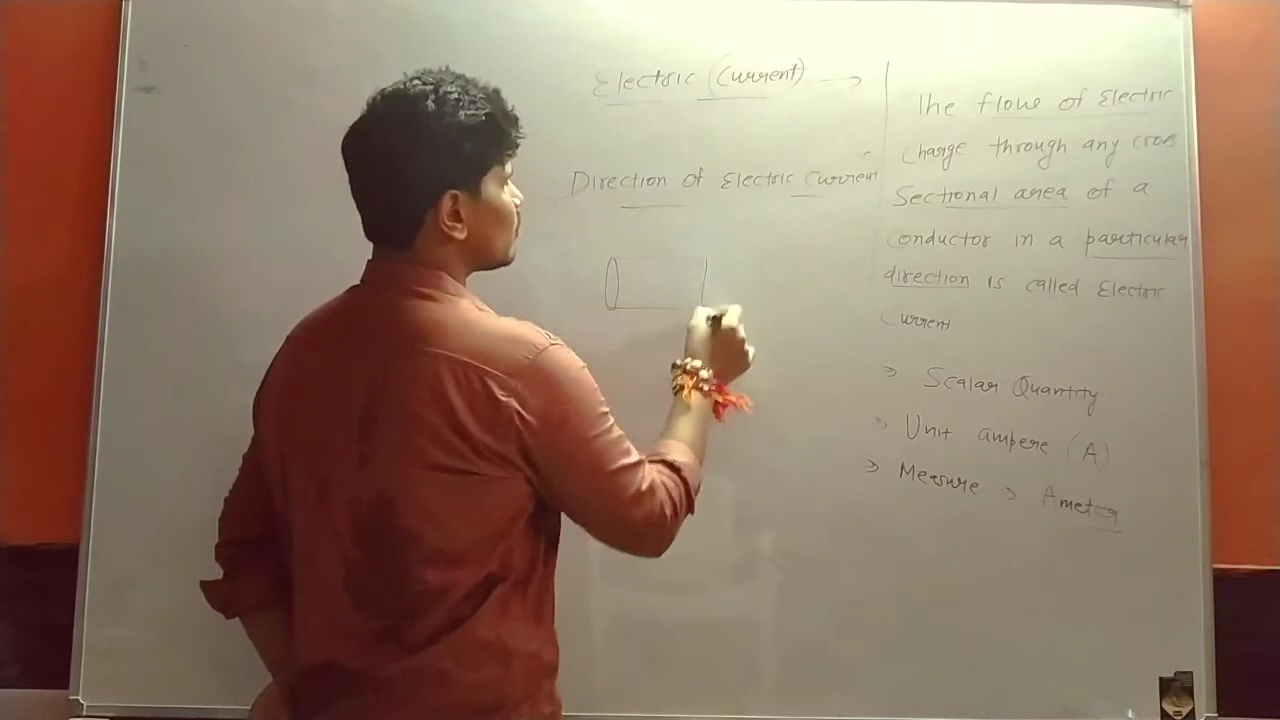 Electric (Current) →
Direction of Electric Current
The flowe of Electric
charge through any cross
Sectional area of a
conductor in a particular
direction is called Electric
Current
Scalar Quantity
Unit ampere (A)
Measure > Ameter